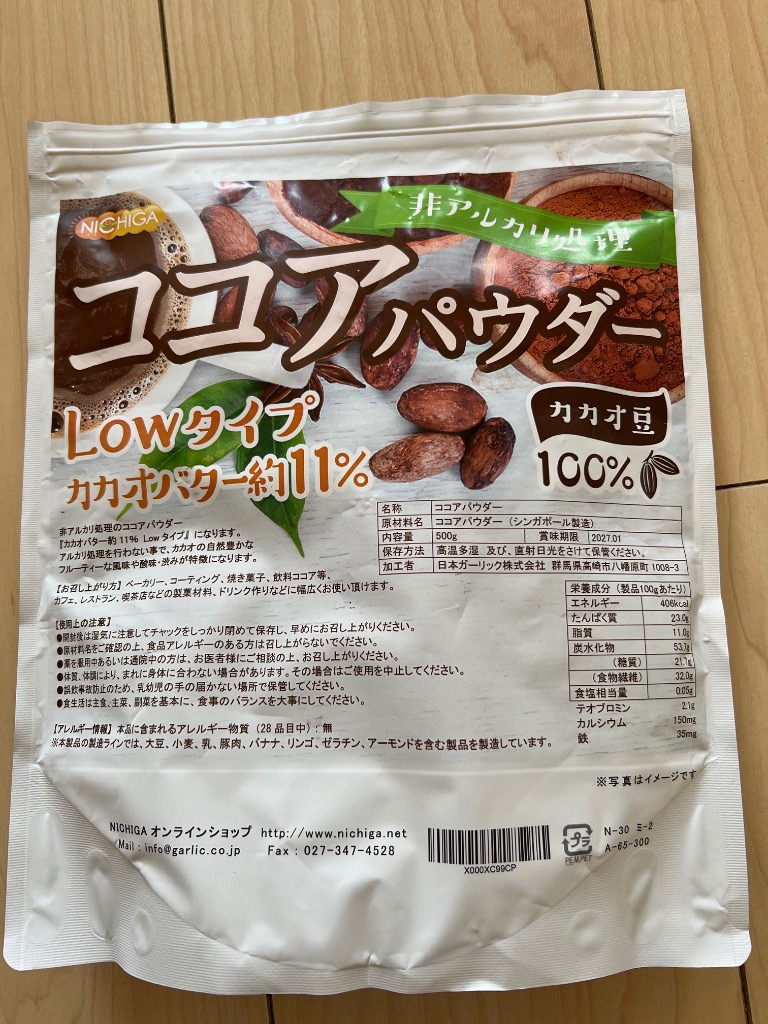 NICHIGA
非アルカリ処理
ココアパウダー
Lowタイプ
カカオバター約11%
カカオ豆
100%
非アルカリ処理のココアパウダー
『カカオバター約11% Low タイプ』になります。
アルカリ処理を行わない事で、カカオの自然豊かな
フルーティーな風味や酸味・渋みが特徴になります。
【お召し上がり方】ベーカリー、コーティング、焼き菓子、飲料ココア等、
カフェ、レストラン、喫茶店などの製菓材料、ドリンク作りなどに幅広くお使い頂けます。
名称 ココアパウダー
原材料名 ココアパウダー（シンガポール製造）
内容量 500g 賞味期限 2027.01
保存方法 高温多湿 及び、直射日光をさけて保管ください。
加工者 日本ガーリック株式会社 群馬県高崎市八幡原町1008-3
【使用上の注意】
●開封後は湿気に注意してチャックをしっかり閉めて保存し、早めにお召し上がりください。
●原材料名をご確認の上、食品アレルギーのある方は召し上がらないでください。
●薬を服用中あるいは通院中の方は、お医者様にご相談の上、お召し上がりください。
●体質、体調により、まれに身体に合わない場合があります。その場合はご使用を中止してください。
●誤飲事故防止のため、乳幼児の手の届かない場所で保管してください。
●食生活は主食、主菜、副菜を基本に、食事のバランスを大事にしてください。
【アレルギー情報】本品に含まれるアレルギー物質（28品目中）：無
※本製品の製造ラインでは、大豆、小麦、乳、豚肉、バナナ、リンゴ、ゼラチン、アーモンドを含む製品を製造しています。
栄養成分（製品100gあたり）
エネルギー 406kcal
たんぱく質 23.0g
脂質 11.0g
炭水化物 53.7g
（糖質） 21.7g
（食物繊維） 32.0g
食塩相当量 0.05g
テオブロミン 2.1g
カルシウム 150mg
鉄 35mg
※写真はイメージです
NICHIGA オンラインショップ http://www.nichiga.net
Mail : info@garlic.co.jp Fax : 027-347-4528
X000XC99CP
プラ
PE,M,PET
N-30 ミ-2
A-65-300